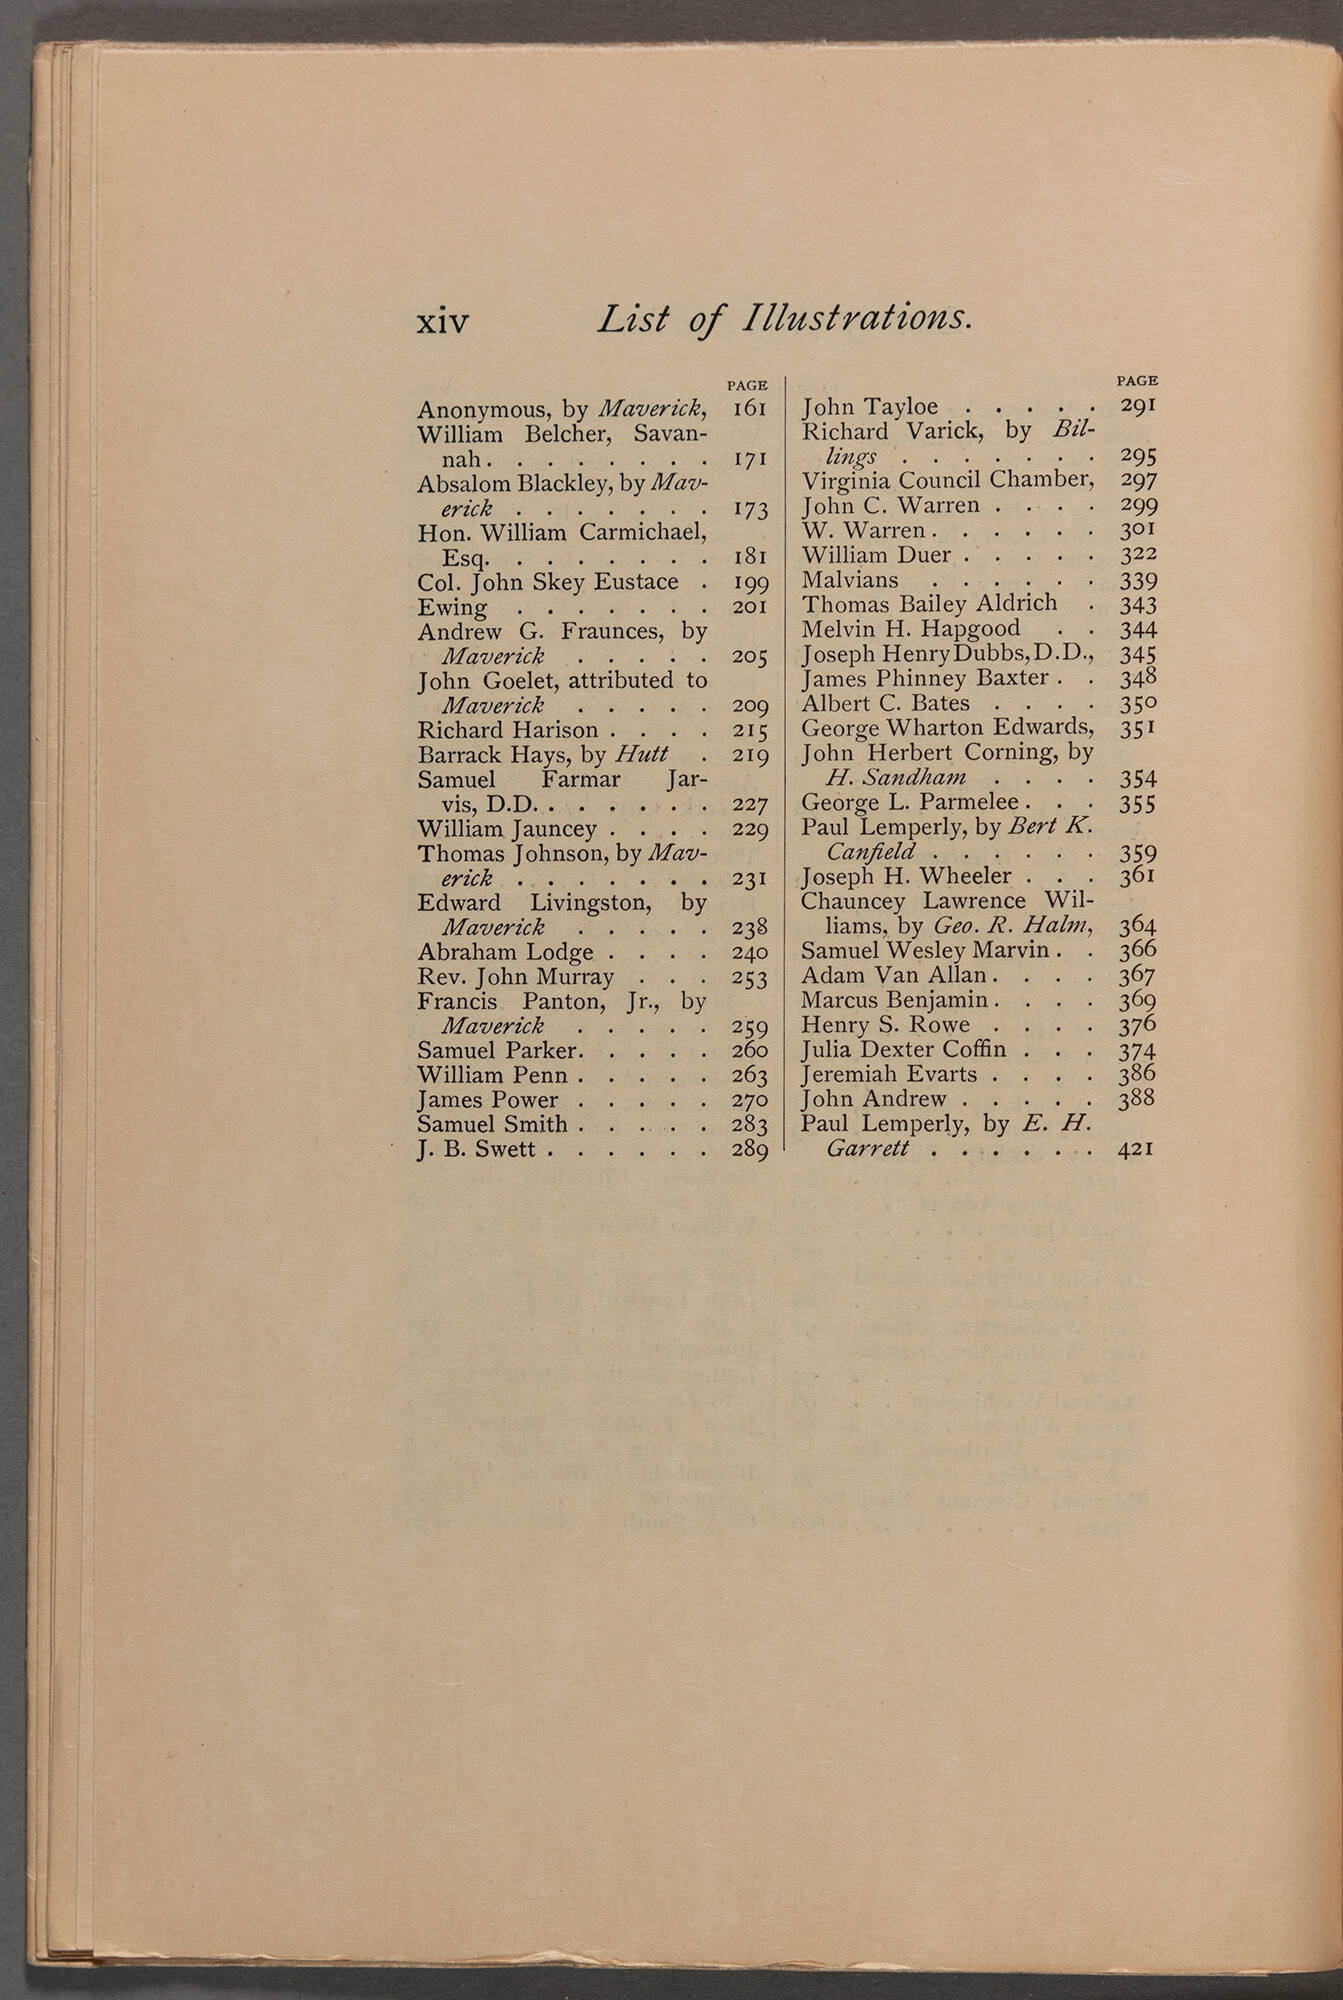 xiv List of Illustrations.
PAGE
Anonymous, by Maverick, 161
William Belcher, Savan-
nah. . . . . . . . 171
Absalom Blackley, by Mav-
erick . . . . . . . 173
Hon. William Carmichael,
Esq. . . . . . . . 181
Col. John Skey Eustace . 199
Ewing . . . . . . . 201
Andrew G. Fraunces, by
Maverick . . . . . 205
John Goelet, attributed to
Maverick . . . . . 209
Richard Harison . . . . 215
Barrack Hays, by Hutt . 219
Samuel Farmar Jar-
vis, D.D. . . . . . . 227
William Jauncey . . . . 229
Thomas Johnson, by Mav-
erick . . . . . . . 231
Edward Livingston, by
Maverick . . . . . 238
Abraham Lodge . . . . 240
Rev. John Murray . . . 253
Francis Panton, Jr., by
Maverick . . . . . 259
Samuel Parker. . . . . 260
William Penn . . . . . 263
James Power . . . . . 270
Samuel Smith . . . . . 283
J. B. Swett . . . . . . 289
PAGE
John Tayloe . . . . . 291
Richard Varick, by Bil-
lings . . . . . . . 295
Virginia Council Chamber, 297
John C. Warren . . . . 299
W. Warren. . . . . . 301
William Duer . . . . . 322
Malvians . . . . . . 339
Thomas Bailey Aldrich . 343
Melvin H. Hapgood . . 344
Joseph Henry Dubbs, D.D., 345
James Phinney Baxter . . 348
Albert C. Bates . . . . 350
George Wharton Edwards, 351
John Herbert Corning, by
H. Sandham . . . . 354
George L. Parmelee . . . 355
Paul Lemperly, by Bert K.
Canfield . . . . . . 359
Joseph H. Wheeler . . . 361
Chauncey Lawrence Wil-
liams, by Geo. R. Halm, 364
Samuel Wesley Marvin . . 366
Adam Van Allan . . . . 367
Marcus Benjamin . . . . 369
Henry S. Rowe . . . . 376
Julia Dexter Coffin . . . 374
Jeremiah Evarts . . . . 386
John Andrew . . . . . 388
Paul Lemperly, by E. H.
Garrett . . . . . . 421